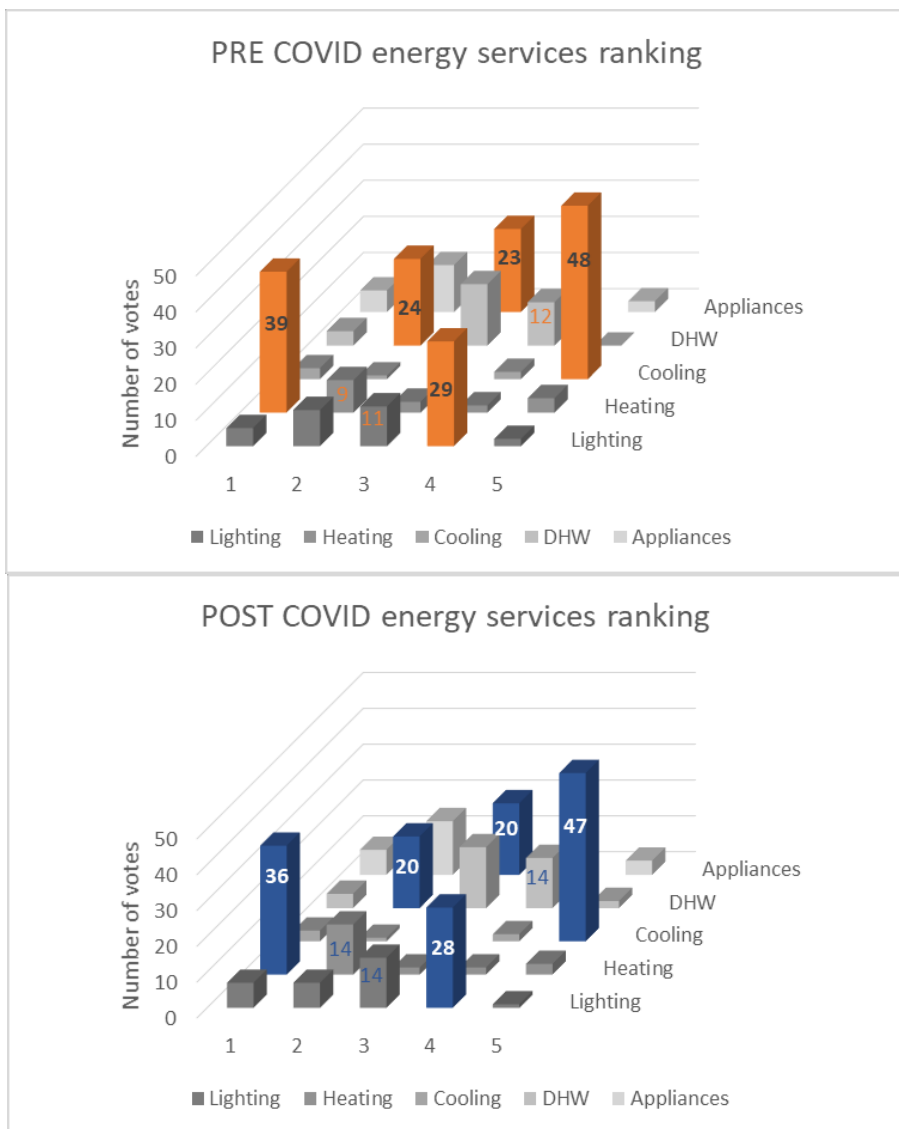 PRE COVID energy services ranking
Number of votes
50
40
30
20
10
0
39
9
11
24
29
23
12
48
Appliances
DHW
Cooling
Heating
Lighting
1 2 3 4 5
Lighting Heating Cooling DHW Appliances
POST COVID energy services ranking
Number of votes
50
40
30
20
10
0
36
14
14
20
28
20
14
47
Appliances
DHW
Cooling
Heating
Lighting
1 2 3 4 5
Lighting Heating Cooling DHW Appliances